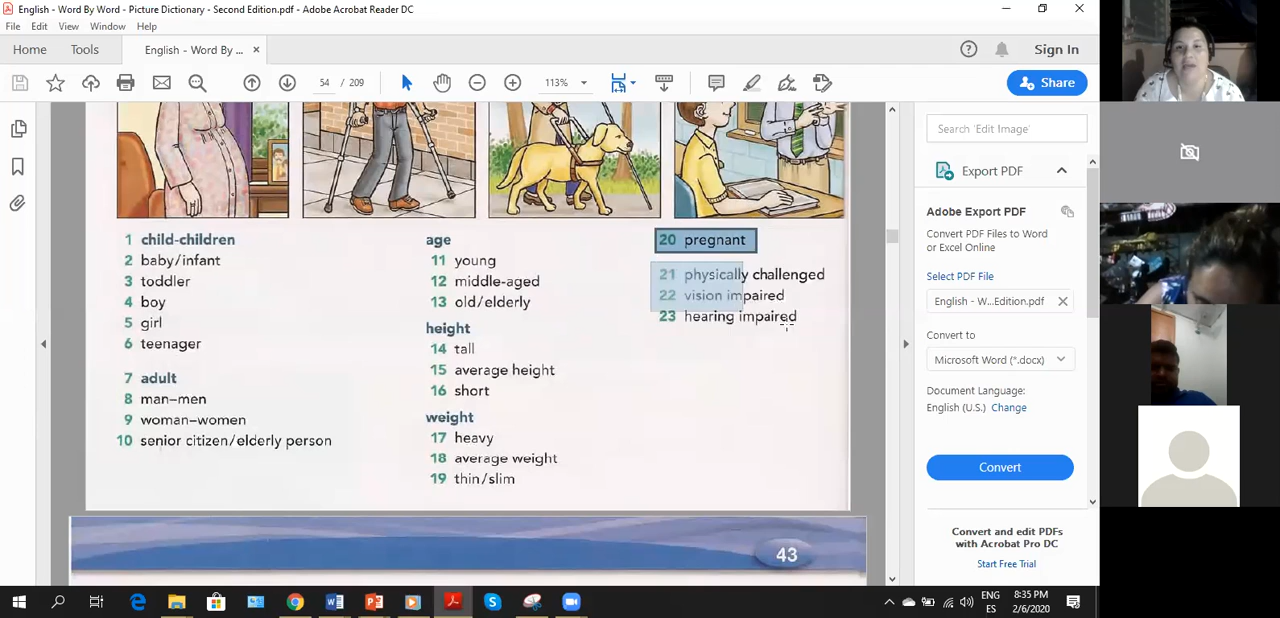 English - Word By Word - Picture Dictionary - Second Edition.pdf - Adobe Acrobat Reader DC
File Edit View Window Help
Home Tools English - Word By ... × Sign In
54 / 209 113% Share
Search 'Edit Image'
Export PDF
Adobe Export PDF
Convert PDF Files to Word
or Excel Online
Select PDF File
English - W...Edition.pdf
Convert to
Microsoft Word (*.docx)
Document Language:
English (U.S.) Change
Convert
Convert and edit PDFs
with Acrobat Pro DC
Start Free Trial
1 child-children
2 baby/infant
3 toddler
4 boy
5 girl
6 teenager
7 adult
8 man–men
9 woman–women
10 senior citizen/elderly person
age
11 young
12 middle-aged
13 old/elderly
height
14 tall
15 average height
16 short
weight
17 heavy
18 average weight
19 thin/slim
20 pregnant
21 physically challenged
22 vision impaired
23 hearing impaired
43
ENG
ES
8:35 PM
2/6/2020